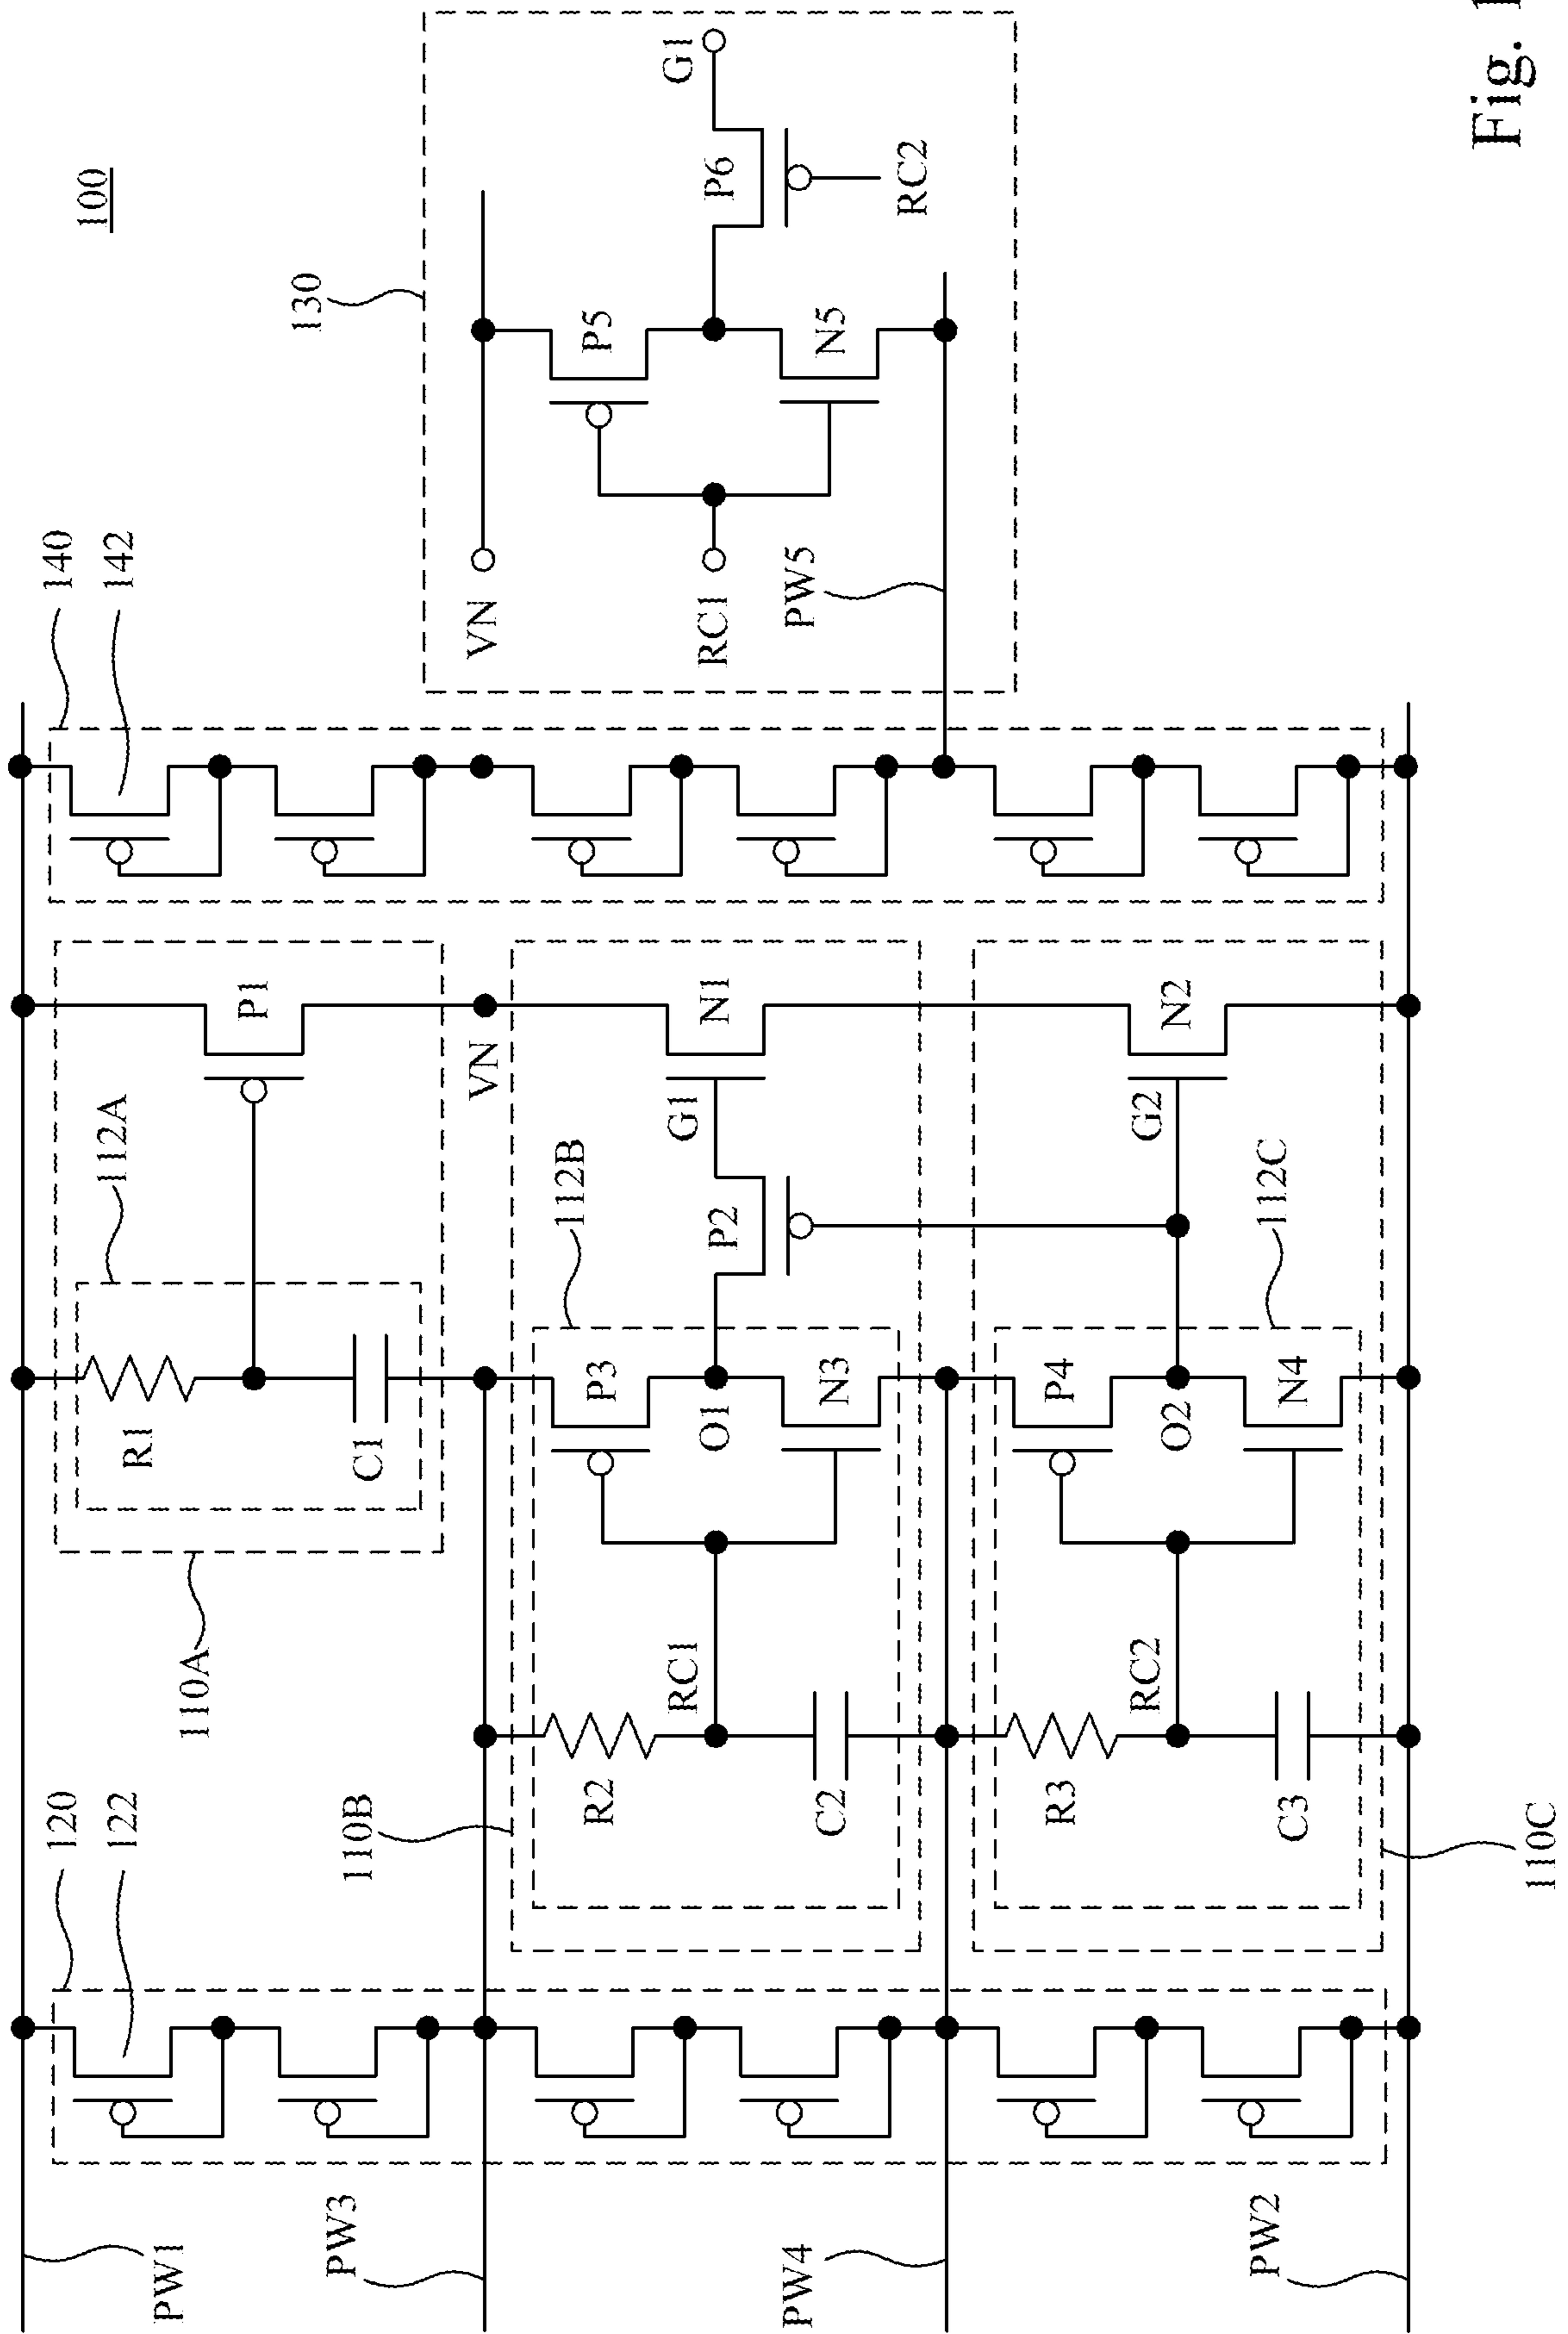 100
130
VN
P5
G1
P6
RC1
N5
RC2
PW5
140
142
120
122
110A
112A
R1
C1
P1
VN
110B
112B
R2
RC1
C2
P3
O1
N3
P2
G1
N1
110C
112C
R3
RC2
C3
P4
O2
N4
G2
N2
PW1
PW3
PW4
PW2
Fig. 1